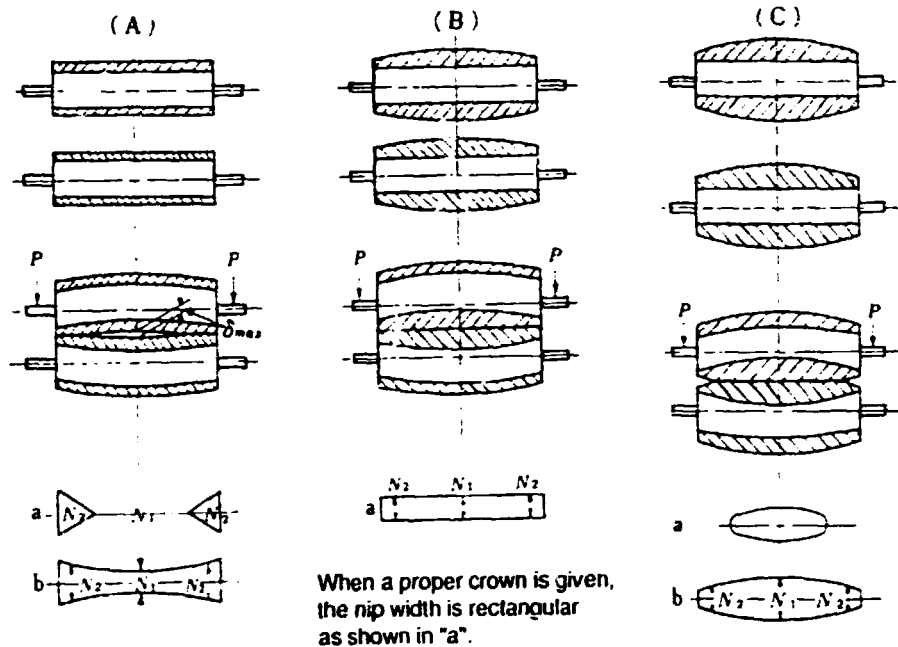 (A)
(B)
(C)
P P
δmax
P P
P P
a N2 N1 N2
b N2 N1 N2
N2 N1 N2
a
When a proper crown is given,
the nip width is rectangular
as shown in "a".
a
b N2 N1 N2